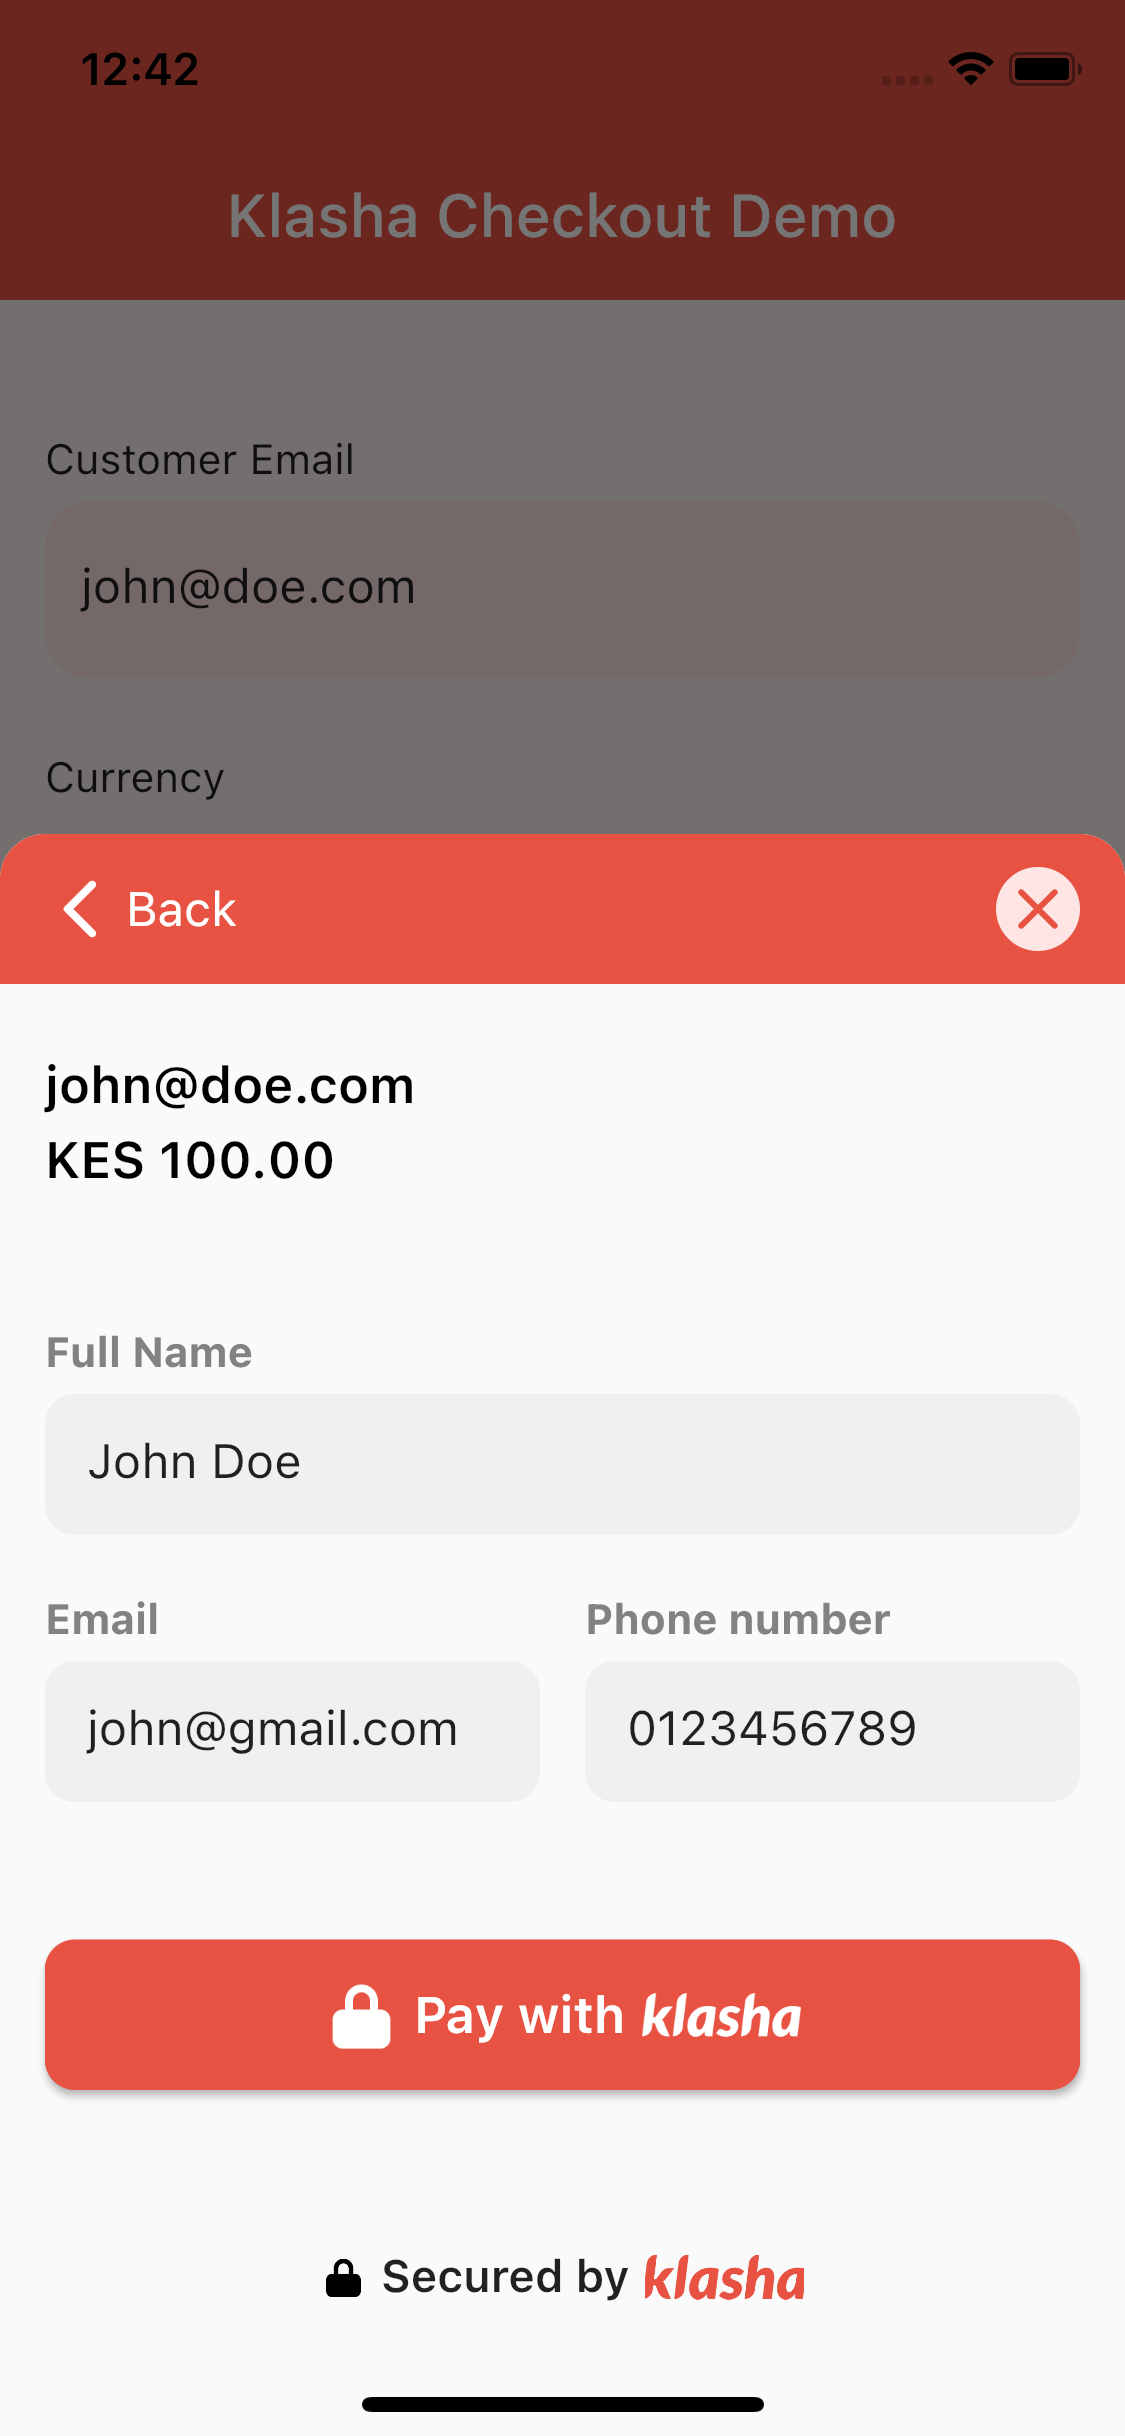 12:42
Klasha Checkout Demo
Customer Email
john@doe.com
Currency
Back
john@doe.com
KES 100.00
Full Name
John Doe
Email
Phone number
john@gmail.com
0123456789
Pay with klasha
Secured by klasha